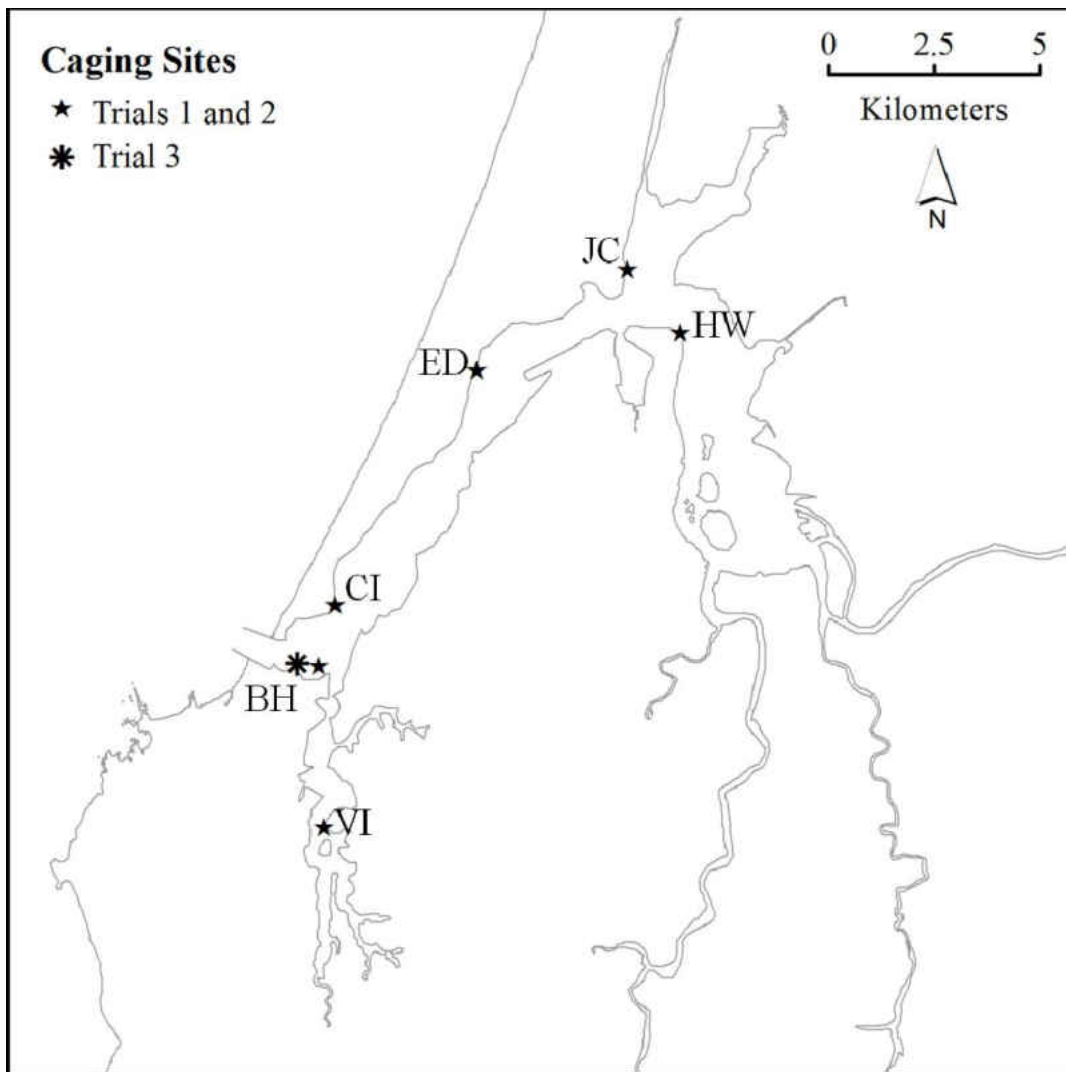 Caging Sites
Trials 1 and 2
Trial 3
0 2.5 5
Kilometers
N
JC
HW
ED
CI
BH
VI